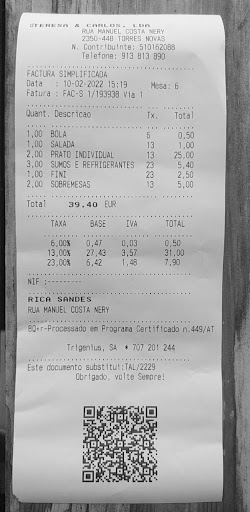 STERESA & CARLOS, LDA
RUA MANUEL COSTA NERY
2350-448 TORRES NOVAS
N. Contribuinte: 510162088
Telefone: 913 813 890
FACTURA SIMPLIFICADA
Data : 10-02-2022 15:19 Mesa: 6
Fatura : FAC-S 1/193938 Via 1
Quant. Descricao Tx. Total
1,00 BOLA 6 0,50
1,00 SALADA 13 1,00
2,00 PRATO INDIVIDUAL 13 25,00
3,00 SUMOS E REFRIGERANTES 23 5,40
1,00 FINI 23 2,50
2,00 SOBREMESAS 13 5,00
Total 39,40 EUR
TAXA BASE IVA TOTAL
6,00% 0,47 0,03 0,50
13,00% 27,43 3,57 31,00
23,00% 6,42 1,48 7,90
NIF :--------
RICA SANDES
RUA MANUEL COSTA NERY
BQ+r-Processado em Programa Certificado n.449/AT
Trigenius, SA * 707 201 244
Este documento substitui:TAL/2229
Obrigado, volte Sempre!